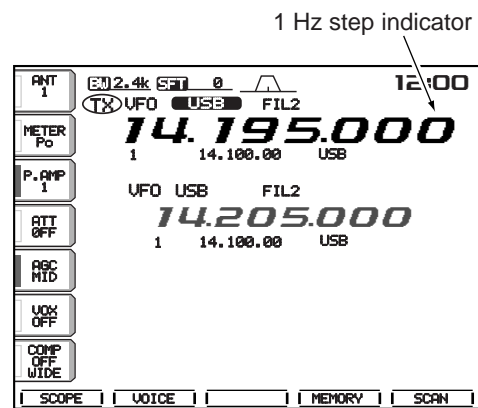 1 Hz step indicator
ANT 1
BW 2.4k SFT 0 12:00
TX VFO USB FIL2
METER Po
14.195.000
1 14.100.00 USB
P.AMP 1
VFO USB FIL2
ATT OFF
14.205.000
1 14.100.00 USB
AGC MID
VOX OFF
COMP OFF WIDE
SCOPE VOICE MEMORY SCAN